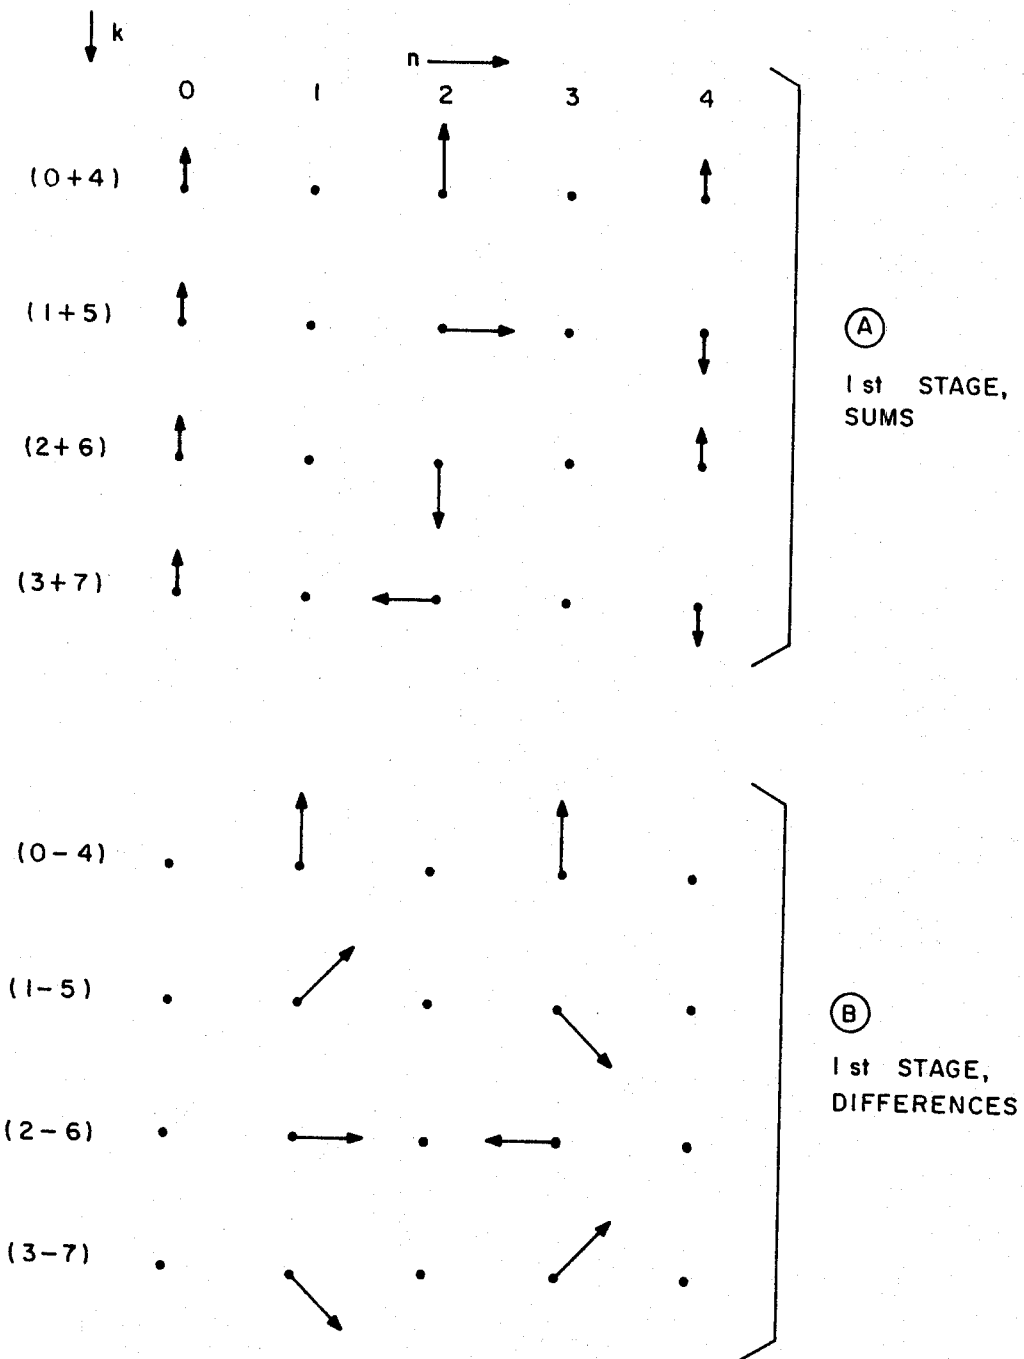 k
n
0 1 2 3 4
(0+4)
(1+5)
(2+6)
(3+7)
A
1st STAGE,
SUMS
(0-4)
(1-5)
(2-6)
(3-7)
B
1st STAGE,
DIFFERENCES